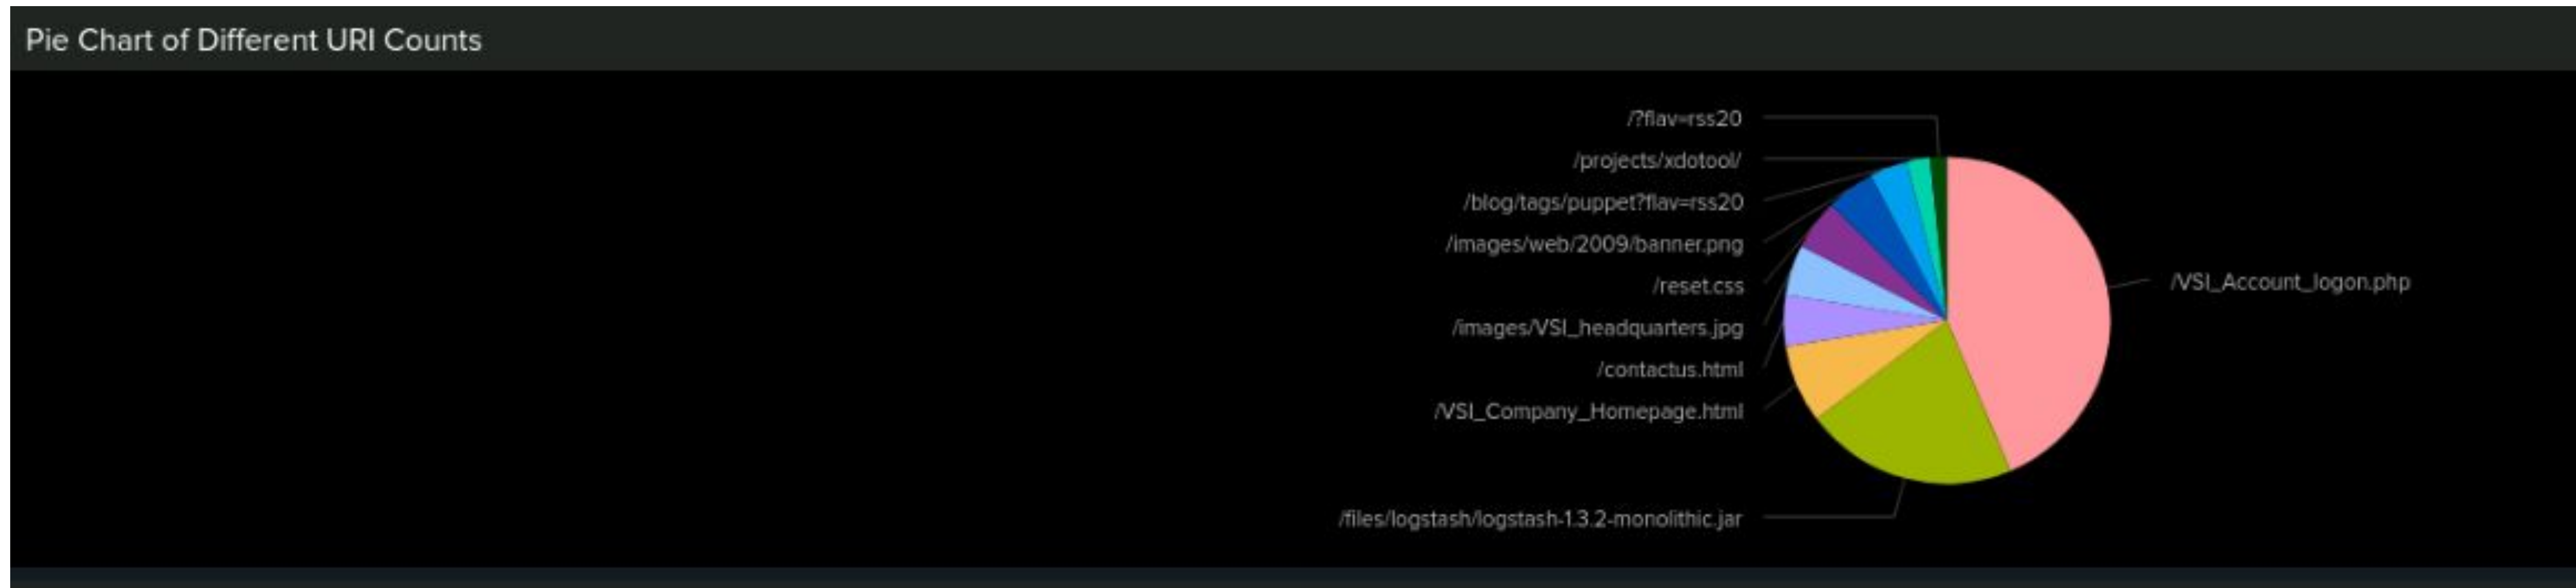 Pie Chart of Different URI Counts
/?flav=rss20
/projects/xdotool/
/blog/tags/puppet?flav=rss20
/images/web/2009/banner.png
/reset.css
/VSI_Account_logon.php
/images/VSI_headquarters.jpg
/contactus.html
/VSI_Company_Homepage.html
/files/logstash/logstash-1.3.2-monolithic.jar